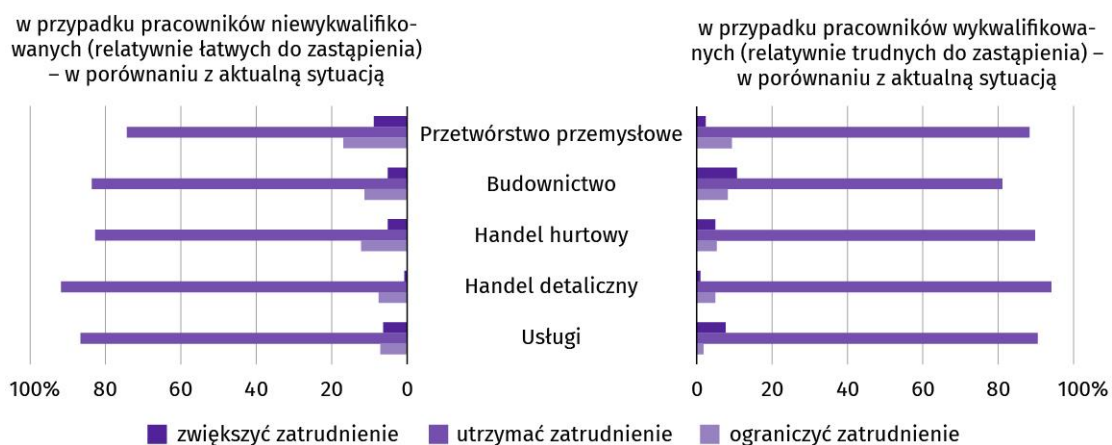 w przypadku pracowników niewykwalifiko-
wanych (relatywnie łatwych do zastąpienia)
– w porównaniu z aktualną sytuacją
w przypadku pracowników wykwalifikowa-
nych (relatywnie trudnych do zastąpienia) –
w porównaniu z aktualną sytuacją
Przetwórstwo przemysłowe
Budownictwo
Handel hurtowy
Handel detaliczny
Usługi
100% 80 60 40 20 0
0 20 40 60 80 100%
zwiększyć zatrudnienie utrzymać zatrudnienie ograniczyć zatrudnienie